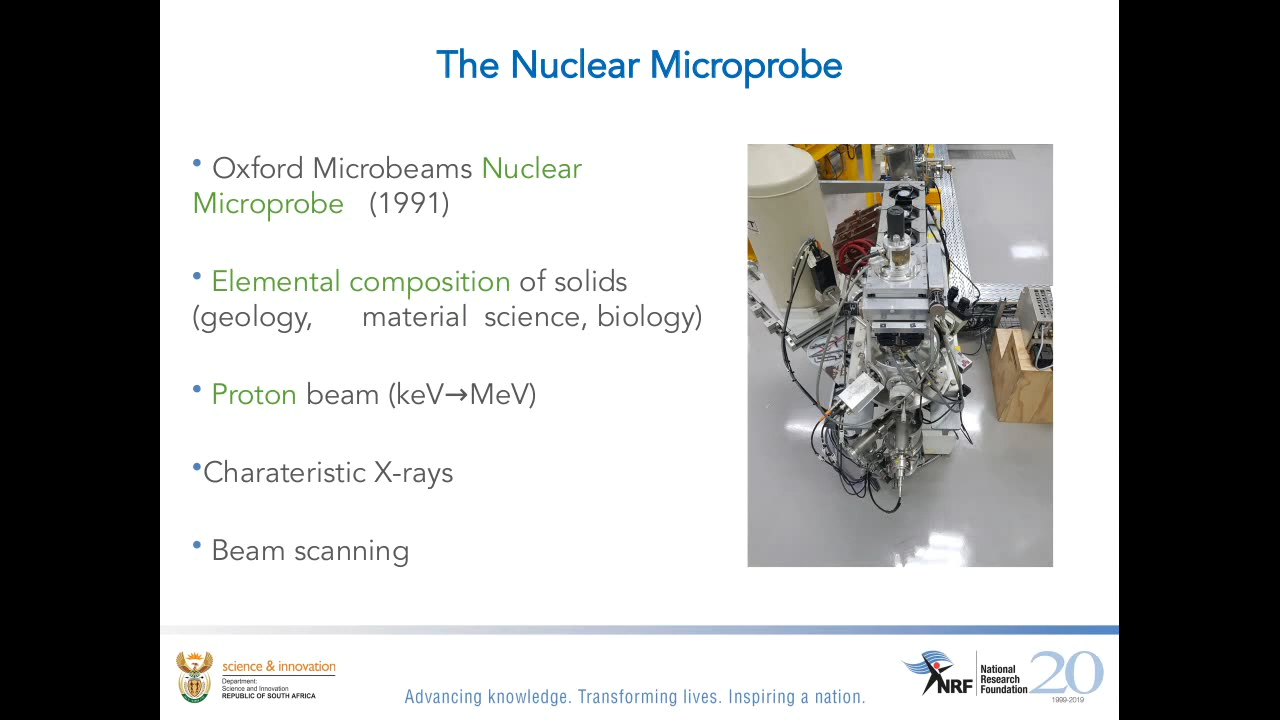 The Nuclear Microprobe
• Oxford Microbeams Nuclear
Microprobe (1991)
• Elemental composition of solids
(geology, material science, biology)
• Proton beam (keV→MeV)
•Charateristic X-rays
• Beam scanning
science & innovation
Department:
Science and Innovation
REPUBLIC OF SOUTH AFRICA
Advancing knowledge. Transforming lives. Inspiring a nation.
NRF
National
Research
Foundation
20
1999-2019